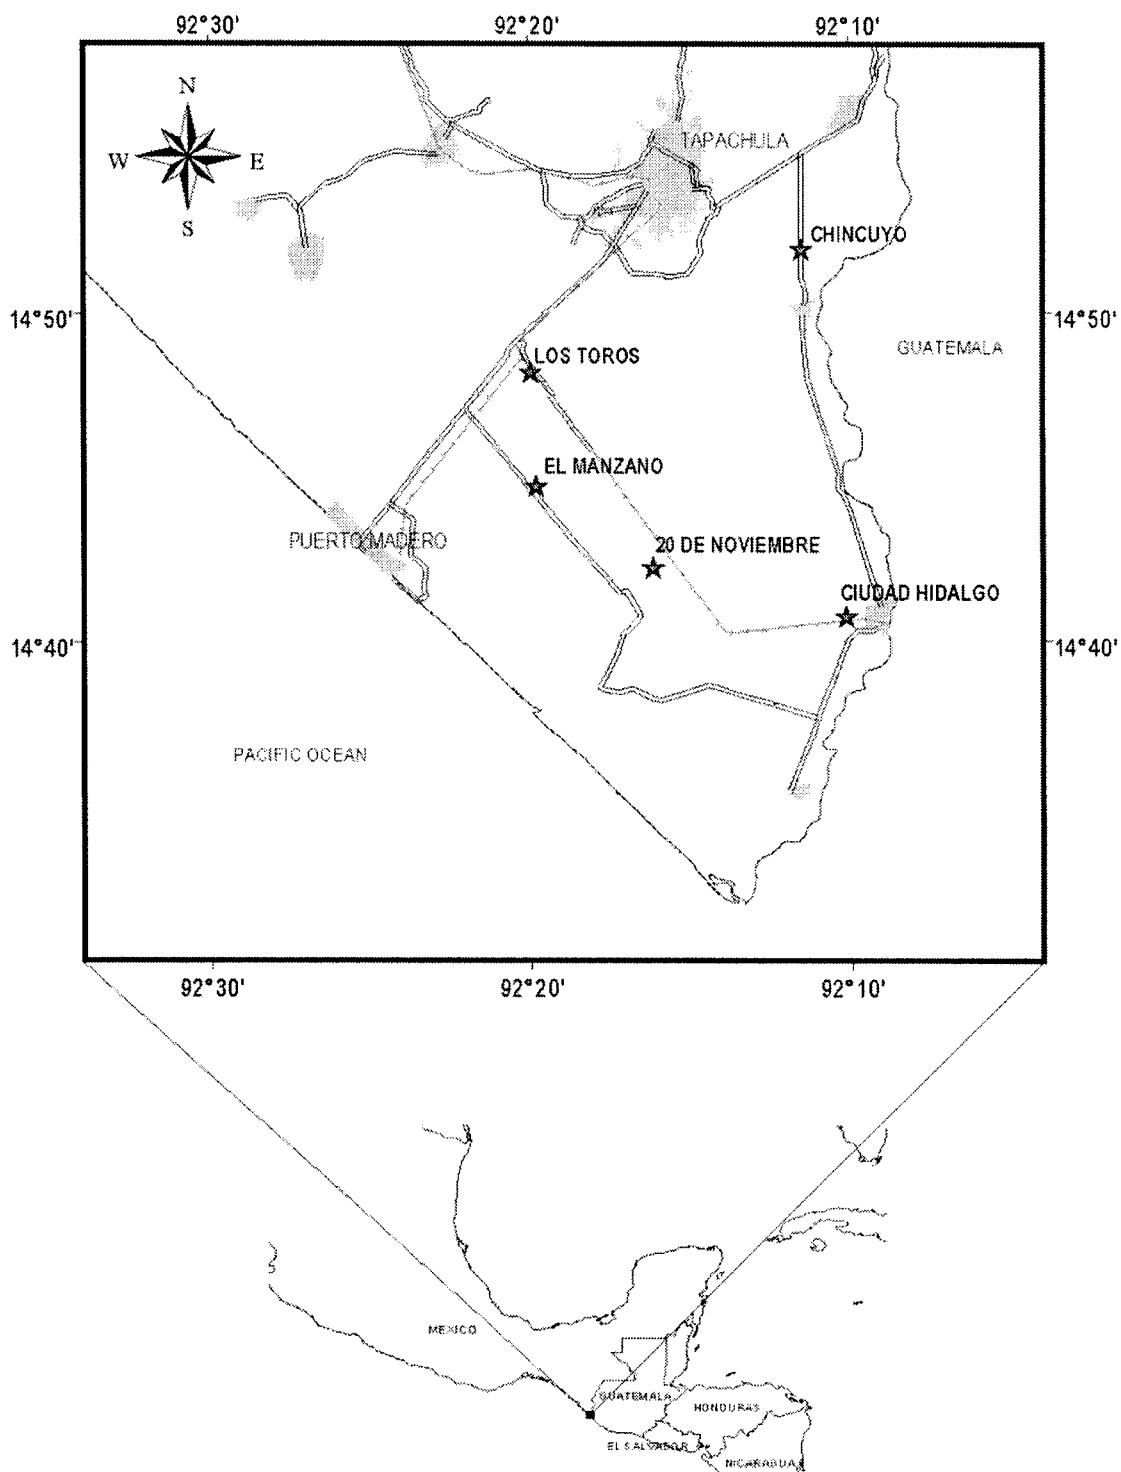 92°30' 92°20' 92°10'
N
W E
S
TAPACHULA
CHINCUYO
14°50' 14°50'
GUATEMALA
LOS TOROS
EL MANZANO
PUERTO MADERO
20 DE NOVIEMBRE
CIUDAD HIDALGO
14°40' 14°40'
PACIFIC OCEAN
92°30' 92°20' 92°10'
MEXICO
GUATEMALA
HONDURAS
EL SALVADOR
NICARAGUA